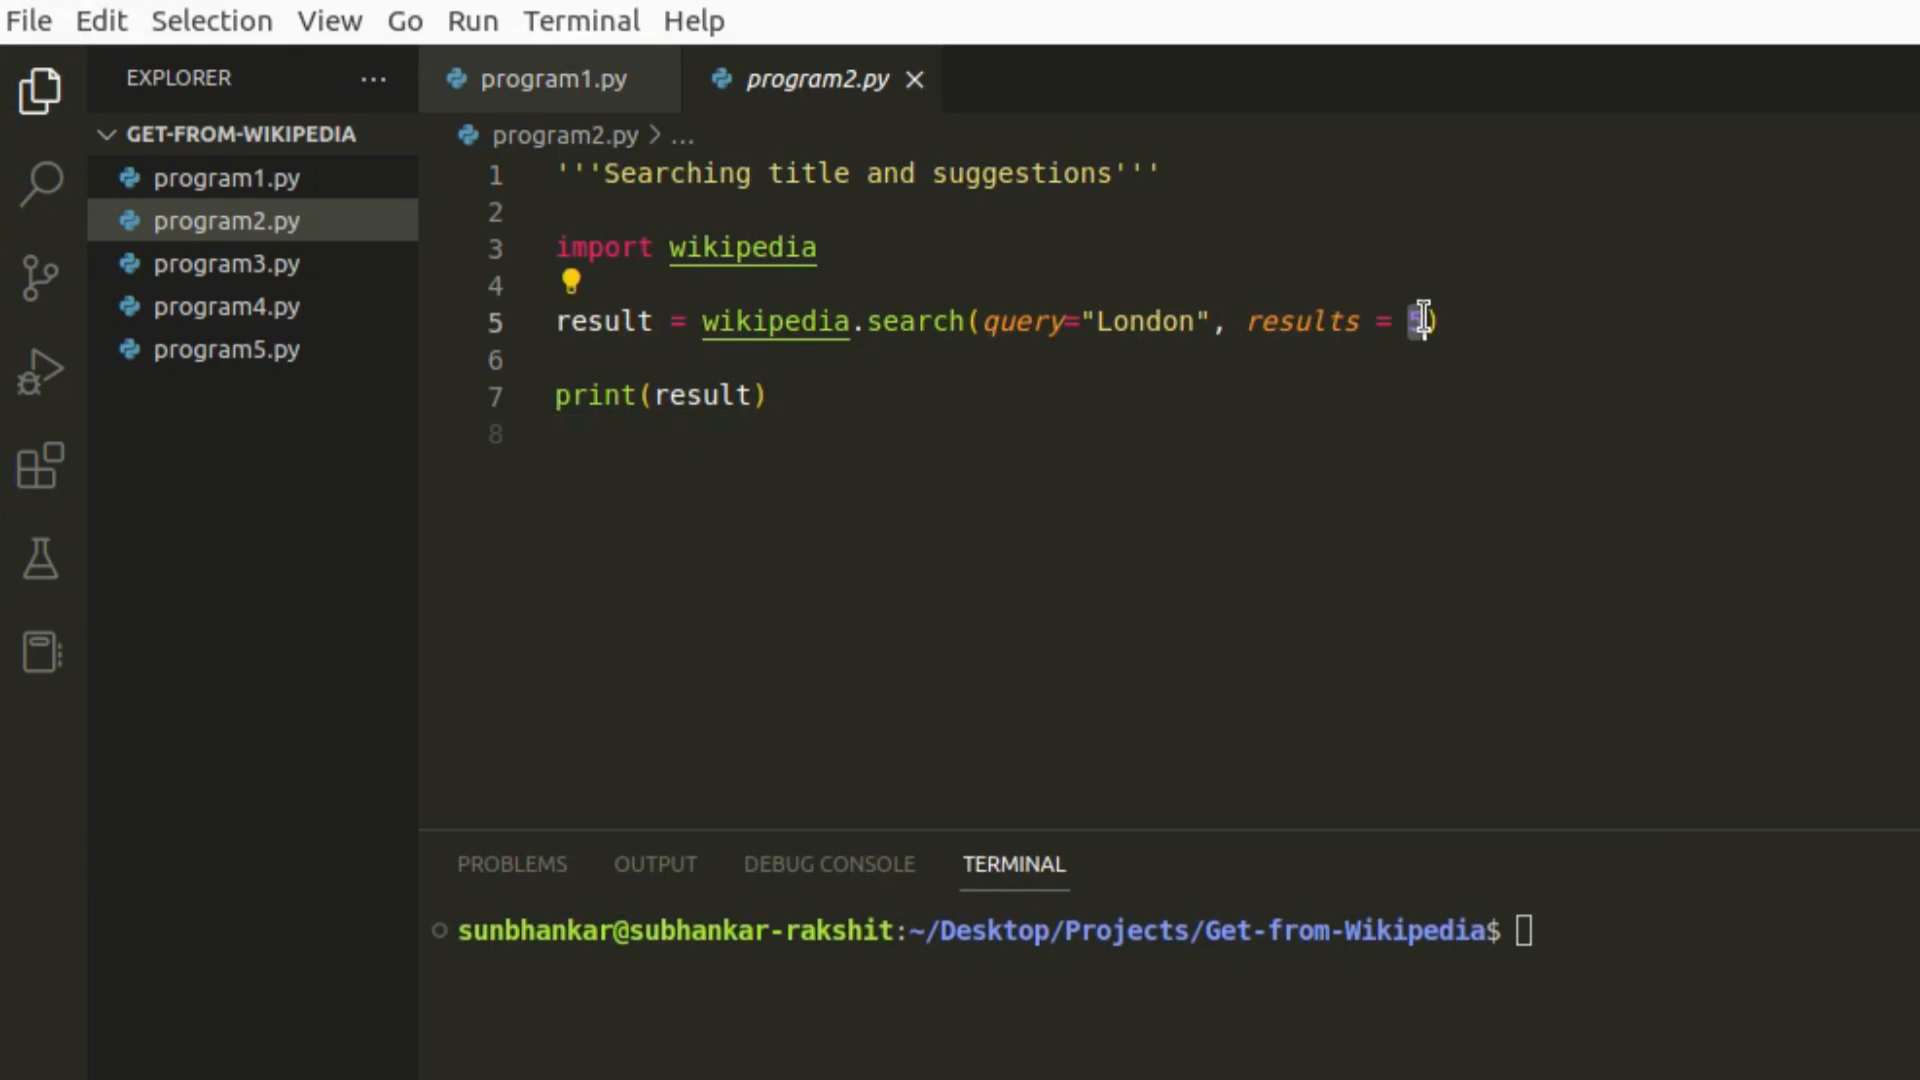 File Edit Selection View Go Run Terminal Help
EXPLORER ···
program1.py
program2.py
GET-FROM-WIKIPEDIA
program1.py
program2.py
program3.py
program4.py
program5.py
program2.py > ...
1 '''Searching title and suggestions'''
2
3 import wikipedia
4
5 result = wikipedia.search(query="London", results = 5)
6
7 print(result)
8
PROBLEMS OUTPUT DEBUG CONSOLE TERMINAL
sunbhankar@subhankar-rakshit:~/Desktop/Projects/Get-from-Wikipedia$